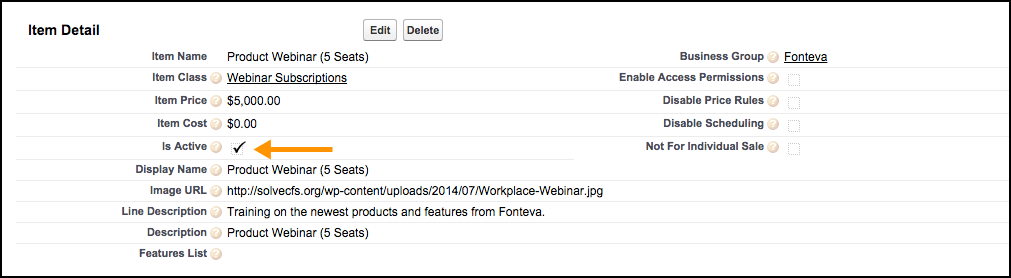 Item Detail Edit Delete
Item Name Product Webinar (5 Seats) Business Group ? Fonteva
Item Class ? Webinar Subscriptions Enable Access Permissions ?
Item Price ? $5,000.00 Disable Price Rules ?
Item Cost ? $0.00 Disable Scheduling ?
Is Active ? Not For Individual Sale ?
Display Name ? Product Webinar (5 Seats)
Image URL ? http://solvecfs.org/wp-content/uploads/2014/07/Workplace-Webinar.jpg
Line Description ? Training on the newest products and features from Fonteva.
Description ? Product Webinar (5 Seats)
Features List ?